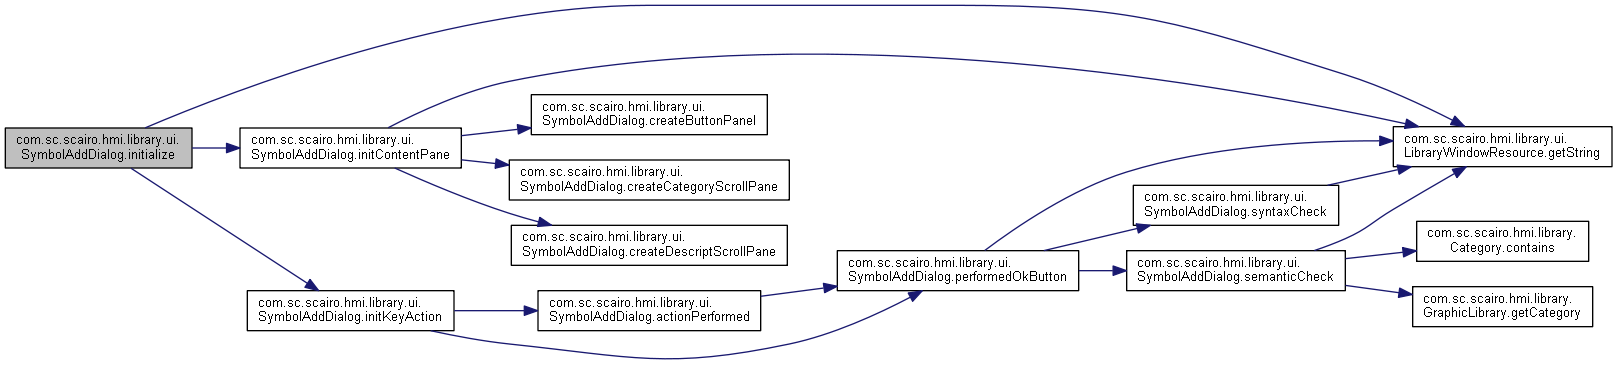 com.sc.scairo.hmi.library.ui.
SymbolAddDialog.initialize
com.sc.scairo.hmi.library.ui.
SymbolAddDialog.initContentPane
com.sc.scairo.hmi.library.ui.
SymbolAddDialog.createButtonPanel
com.sc.scairo.hmi.library.ui.
SymbolAddDialog.createCategoryScrollPane
com.sc.scairo.hmi.library.ui.
SymbolAddDialog.createDescriptScrollPane
com.sc.scairo.hmi.library.ui.
SymbolAddDialog.initKeyAction
com.sc.scairo.hmi.library.ui.
SymbolAddDialog.actionPerformed
com.sc.scairo.hmi.library.ui.
SymbolAddDialog.performedOkButton
com.sc.scairo.hmi.library.ui.
SymbolAddDialog.syntaxCheck
com.sc.scairo.hmi.library.ui.
SymbolAddDialog.semanticCheck
com.sc.scairo.hmi.library.ui.
LibraryWindowResource.getString
com.sc.scairo.hmi.library.
Category.contains
com.sc.scairo.hmi.library.
GraphicLibrary.getCategory